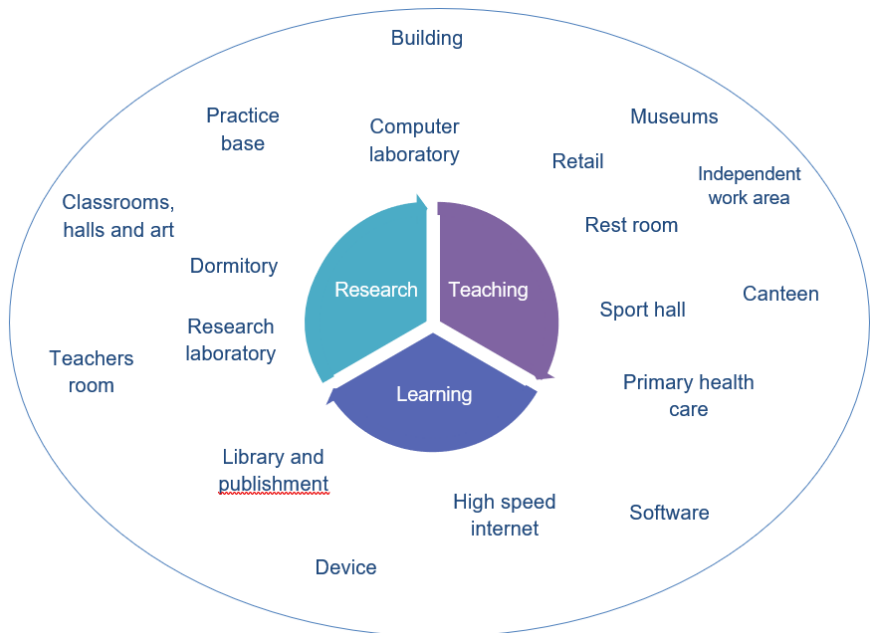 Building
Practice
base
Computer
laboratory
Museums
Retail
Independent
work area
Classrooms,
halls and art
Rest room
Dormitory
Research
Teaching
Canteen
Sport hall
Research
laboratory
Teachers
room
Primary health
care
Learning
Library and
publishment
High speed
internet
Software
Device